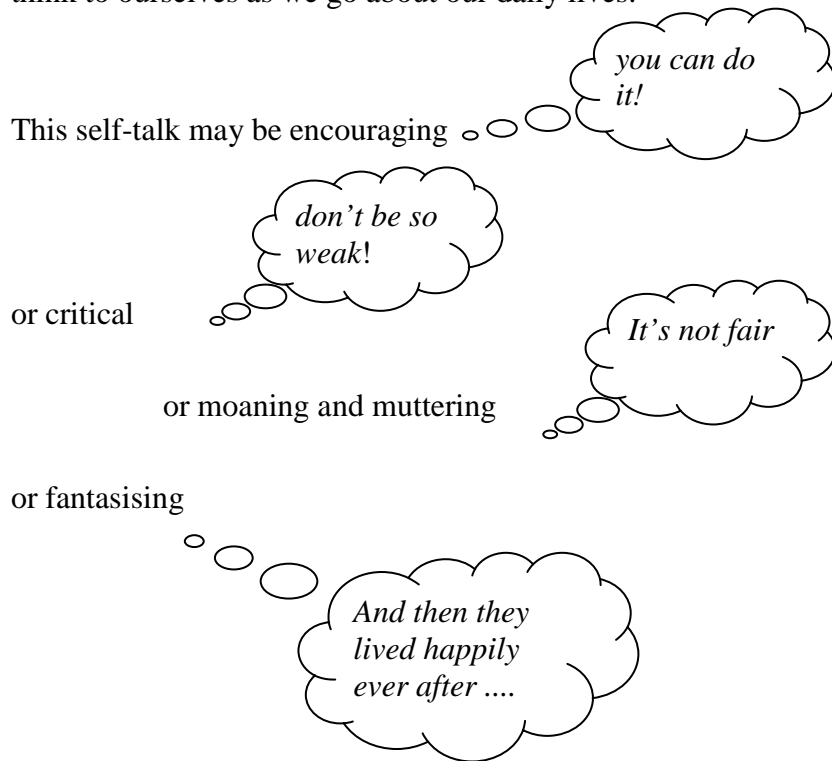 think to ourselves as we go about our daily lives.
you can do
it!
This self-talk may be encouraging
don't be so
weak!
or critical
It's not fair
or moaning and muttering
or fantasising
And then they
lived happily
ever after ....